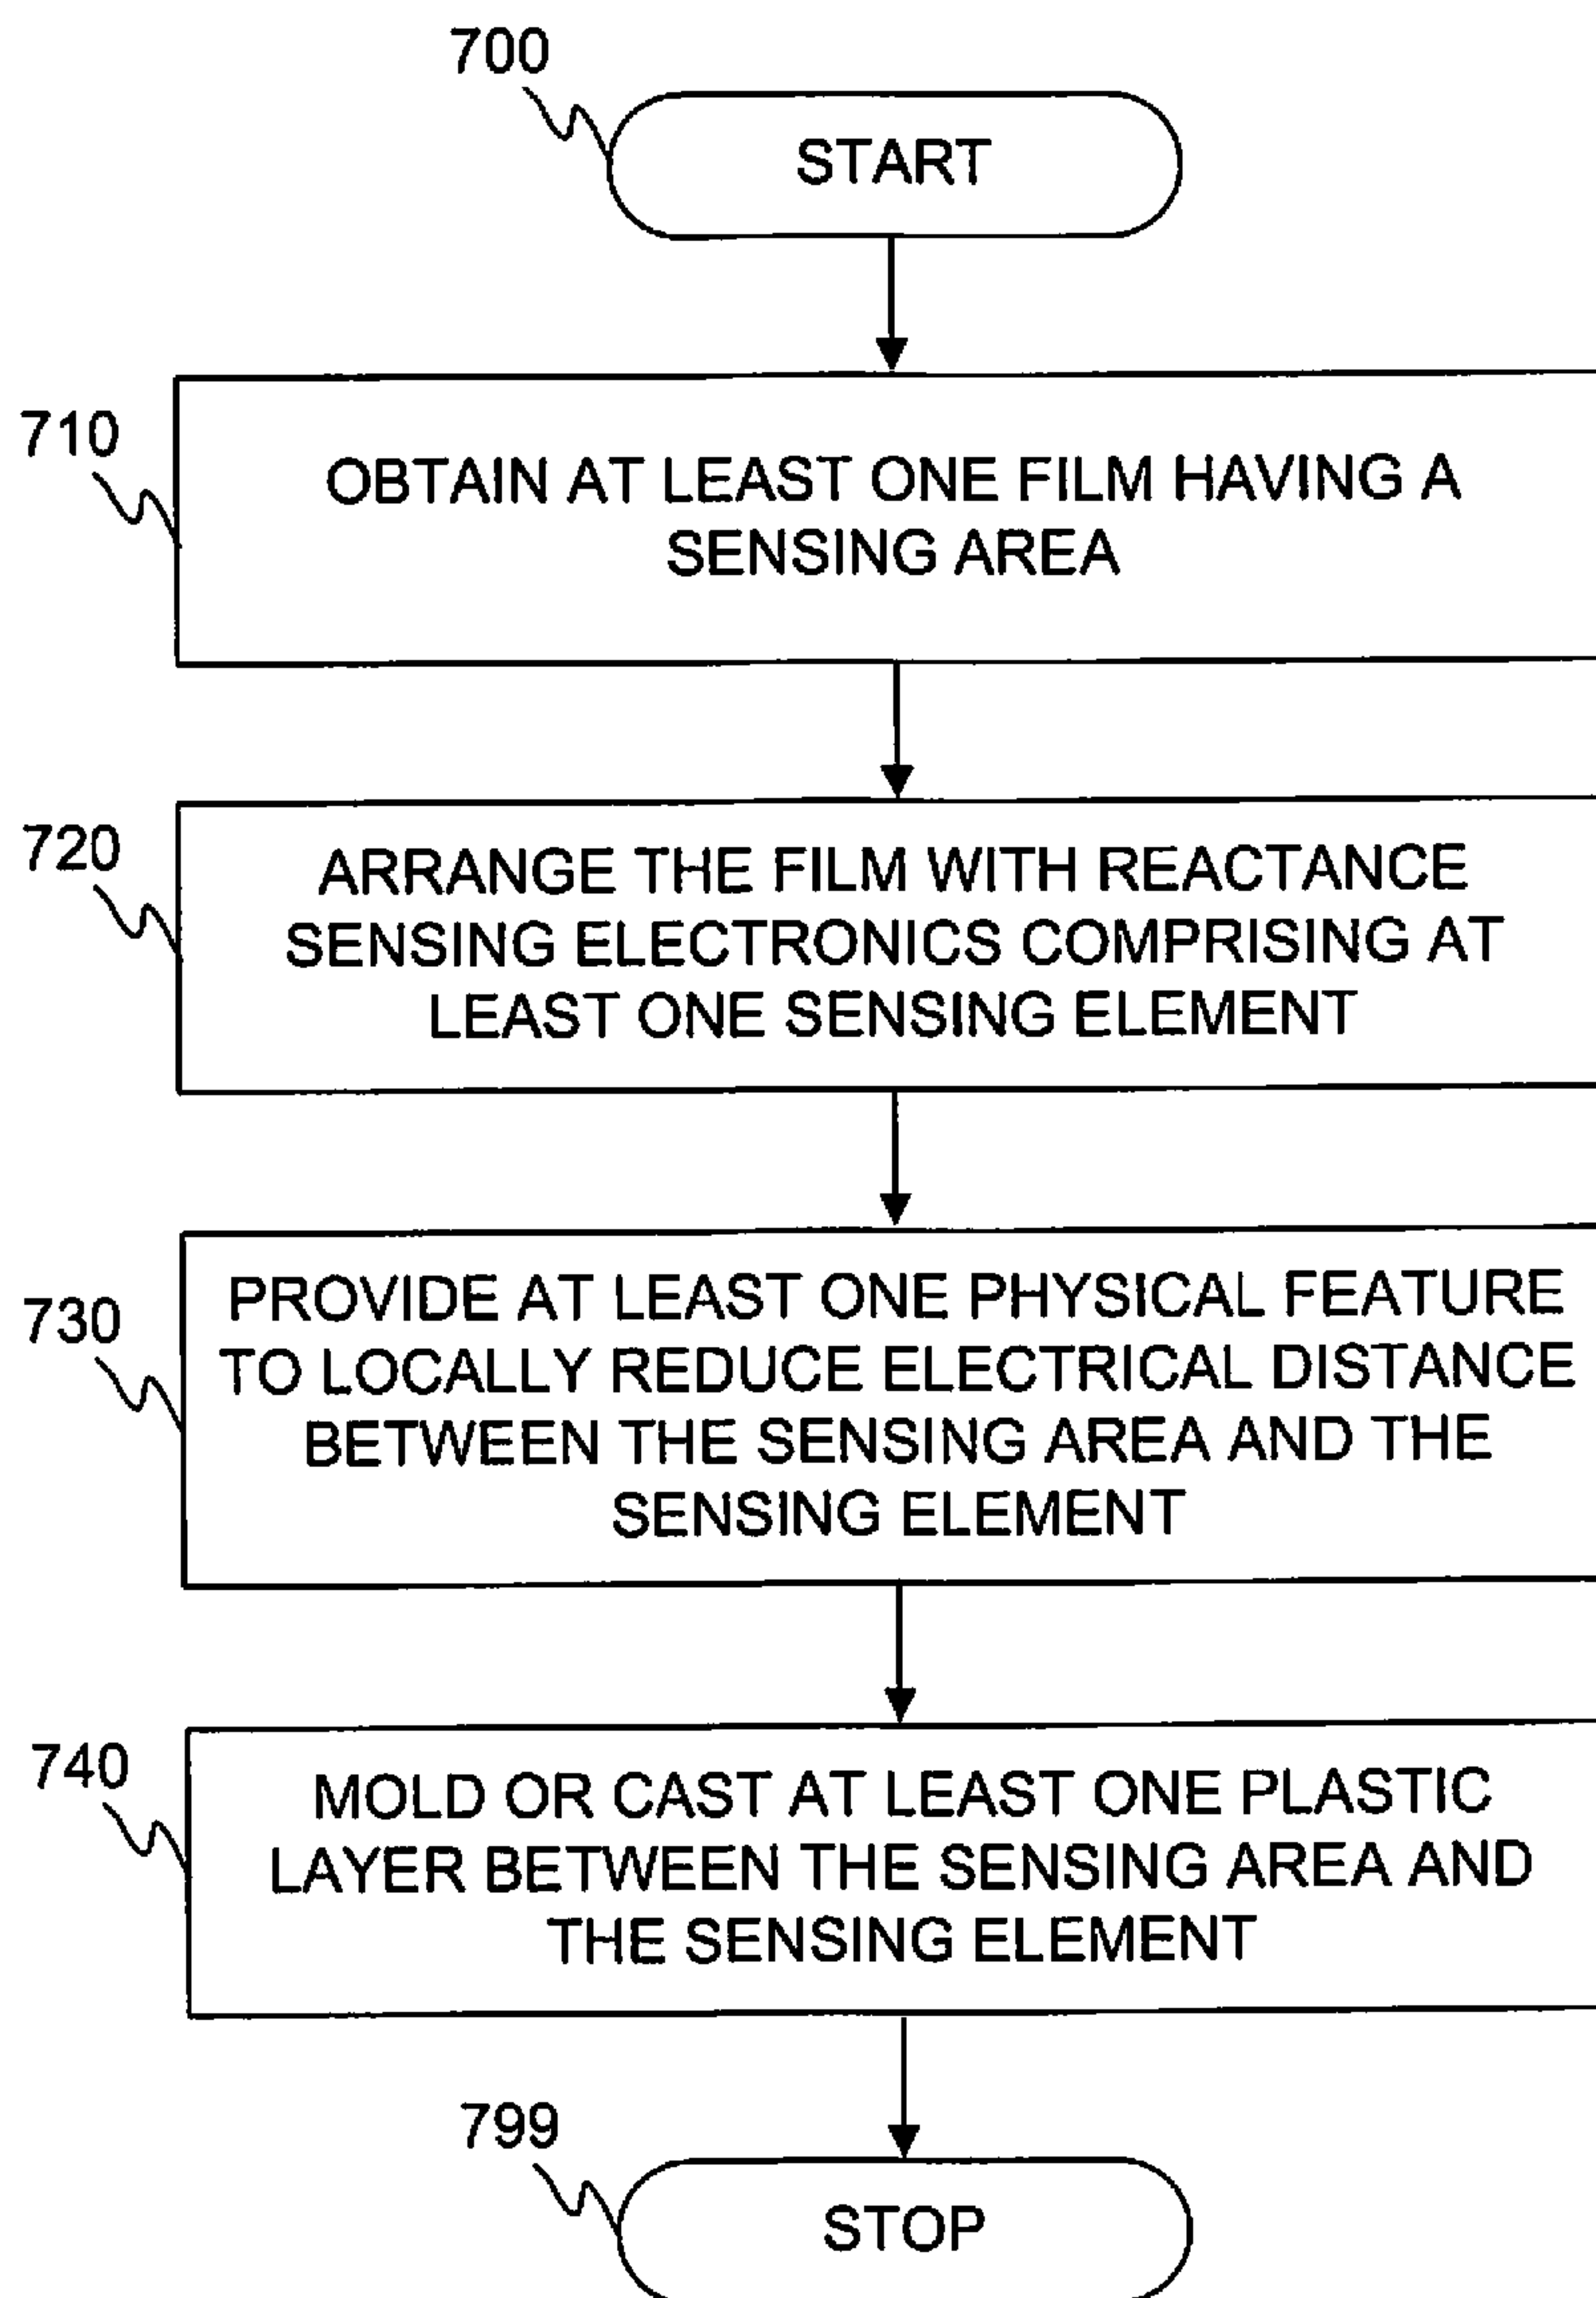 700
START
710
OBTAIN AT LEAST ONE FILM HAVING A
SENSING AREA
720
ARRANGE THE FILM WITH REACTANCE
SENSING ELECTRONICS COMPRISING AT
LEAST ONE SENSING ELEMENT
730
PROVIDE AT LEAST ONE PHYSICAL FEATURE
TO LOCALLY REDUCE ELECTRICAL DISTANCE
BETWEEN THE SENSING AREA AND THE
SENSING ELEMENT
740
MOLD OR CAST AT LEAST ONE PLASTIC
LAYER BETWEEN THE SENSING AREA AND
THE SENSING ELEMENT
799
STOP